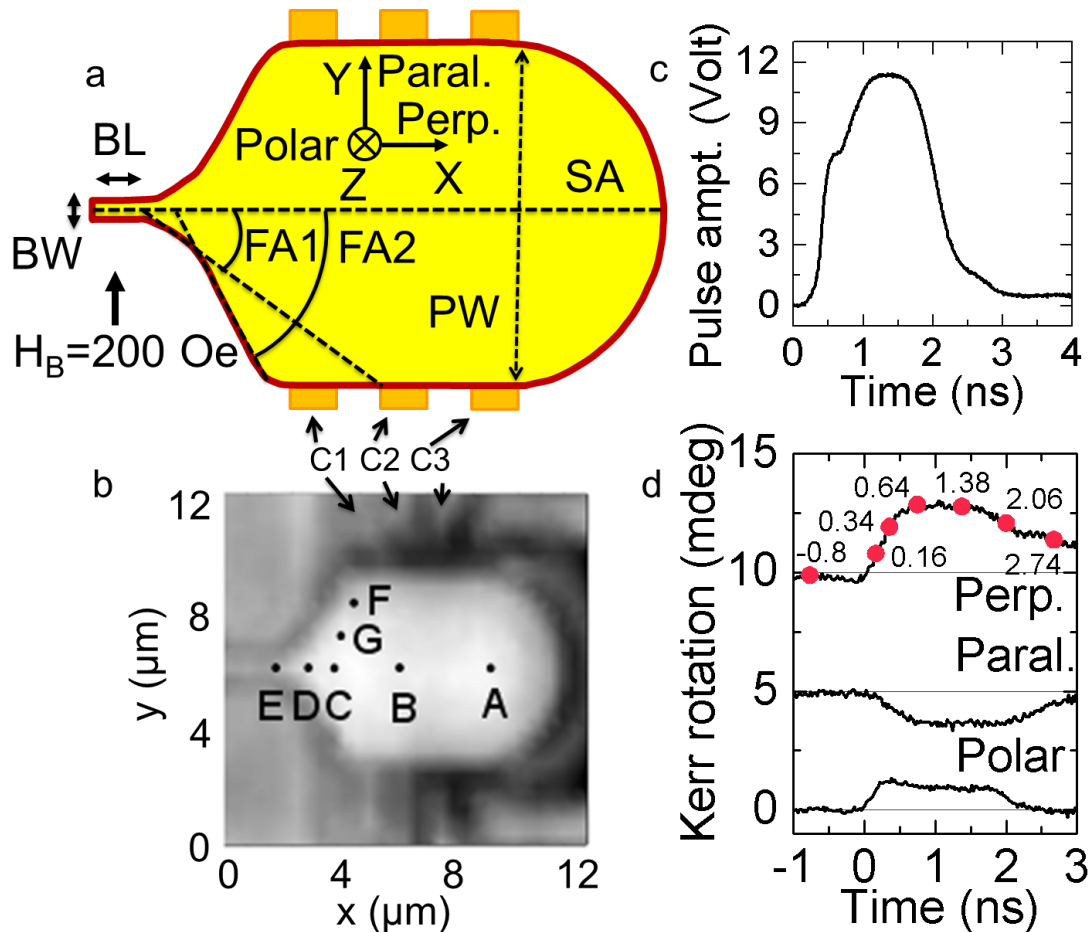 a
Y
Paral.
Perp.
Polar
Z
X
BL
BW
SA
FA1
FA2
PW
H_B=200 Oe
C1 C2 C3
b
12
8
4
0
y (µm)
F
G
E D C B A
0 4 8 12
x (µm)
c
Pulse ampt. (Volt)
12
9
6
3
0
0 1 2 3 4
Time (ns)
d
Kerr rotation (mdeg)
15
10
5
0
-0.8
0.34
0.64
0.16
1.38
2.06
2.74
Perp.
Paral.
Polar
-1 0 1 2 3
Time (ns)